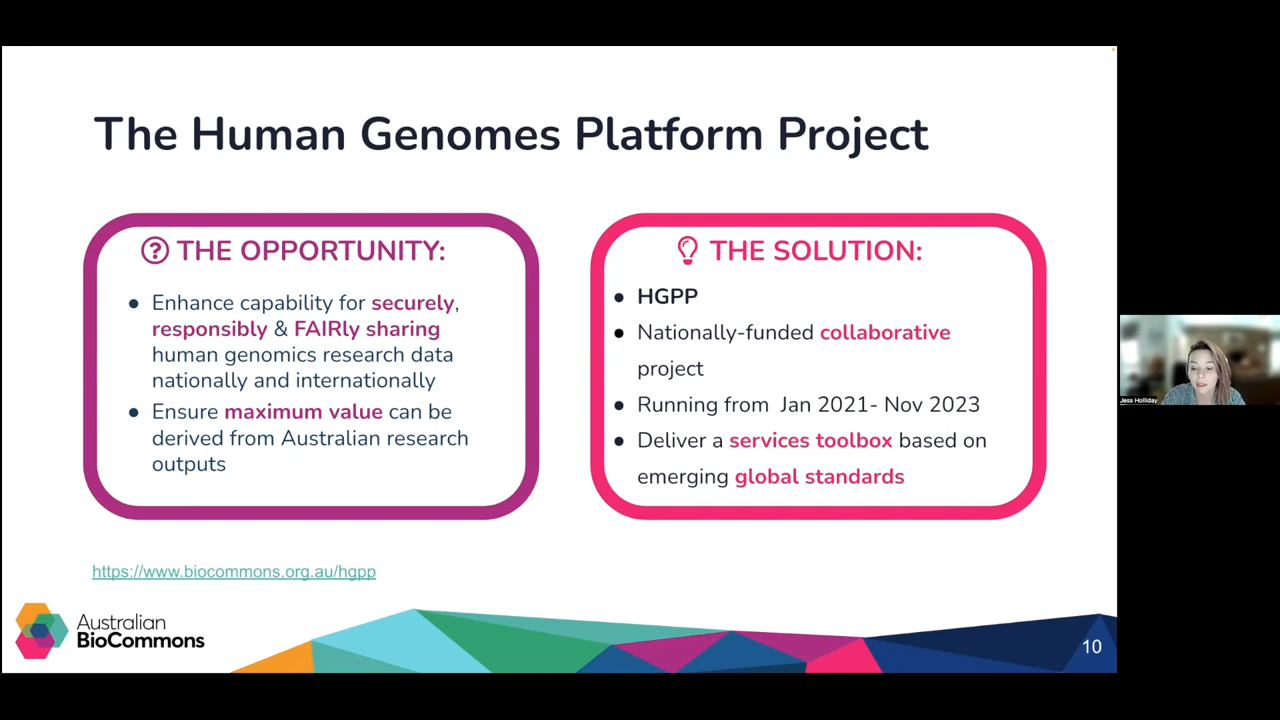 The Human Genomes Platform Project
THE OPPORTUNITY:
● Enhance capability for securely,
responsibly & FAIRly sharing
human genomics research data
nationally and internationally
● Ensure maximum value can be
derived from Australian research
outputs
THE SOLUTION:
● HGPP
● Nationally-funded collaborative
project
● Running from Jan 2021- Nov 2023
● Deliver a services toolbox based on
emerging global standards
https://www.biocommons.org.au/hgpp
Australian
BioCommons
10
Jess Holliday